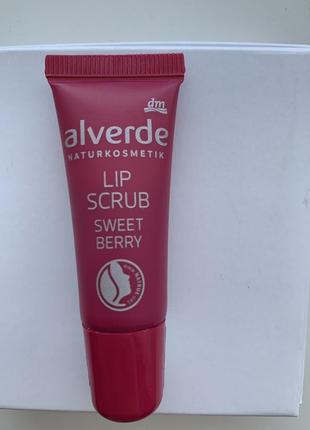 dm
alverde
NATURKOSMETIK
LIP
SCRUB
SWEET
BERRY